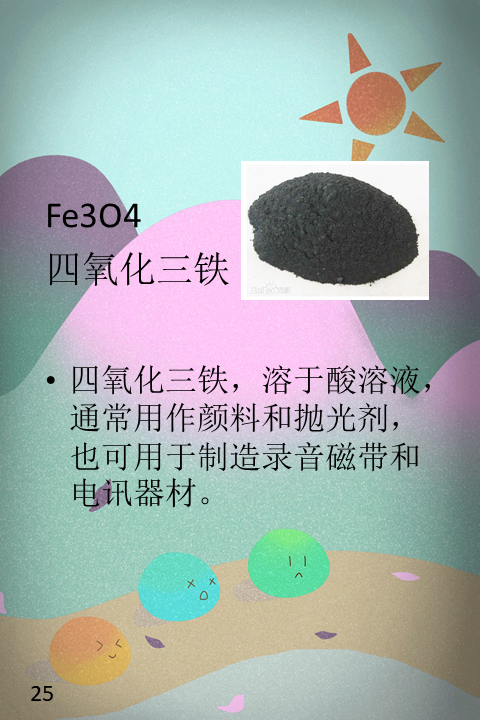 Fe3O4
四氧化三铁
• 四氧化三铁，溶于酸溶液，
通常用作颜料和抛光剂，
也可用于制造录音磁带和
电讯器材。
25